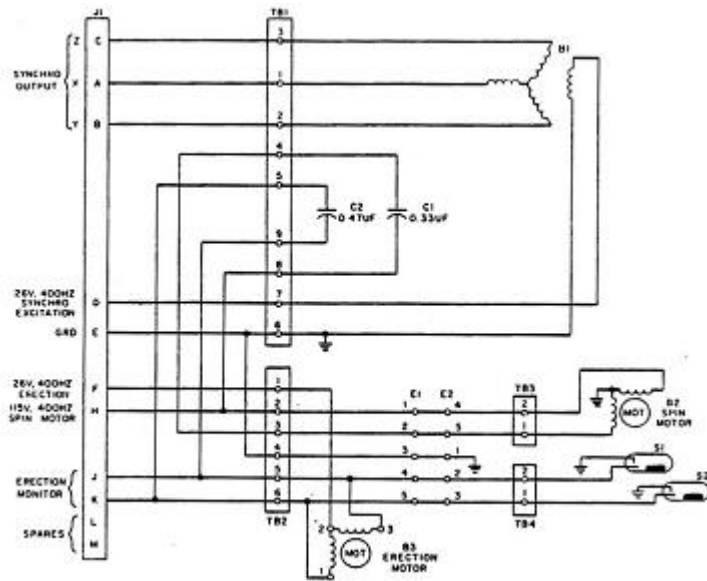 J1
TB1
Z C 3
SYNCHRO
OUTPUT
X A 1
B1
Y B 2
4
5
C2
0.47UF
C1
0.33UF
9
8
26V, 400HZ
SYNCHRO
EXCITATION
D 7
GRD E 6
26V, 400HZ
ERECTION
F 1
115V, 400HZ
SPIN MOTOR
H 2
E1 E2
1 4
TB3
2
MOT
B2
SPIN
MOTOR
3 2 5 1
4 3 1
S1
ERECTION
MONITOR
J 5 4 2 2
S2
K 6 5 3 1
TB2
TB4
SPARES
L
M
2 3
MOT
B3
ERECTION
MOTOR
1